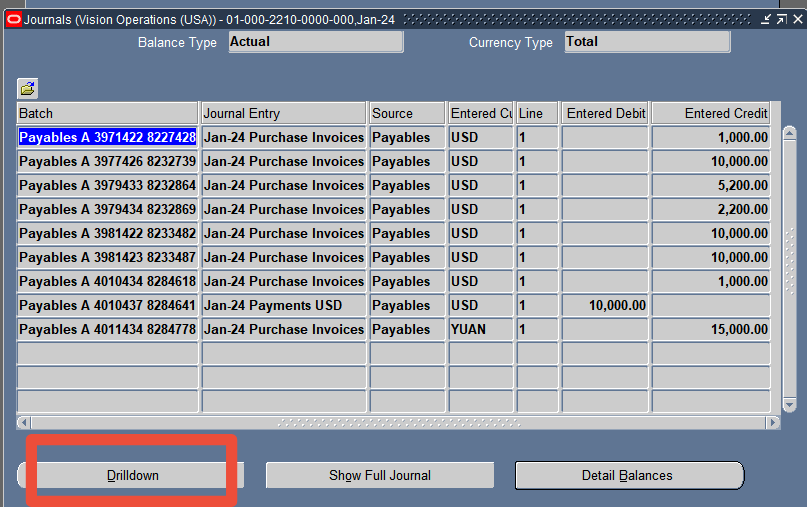 Journals (Vision Operations (USA)) - 01-000-2210-0000-000,Jan-24
Balance Type Actual Currency Type Total
Batch Journal Entry Source Entered Cu Line Entered Debit Entered Credit
Payables A 3971422 8227428 Jan-24 Purchase Invoices Payables USD 1 1,000.00
Payables A 3977426 8232739 Jan-24 Purchase Invoices Payables USD 1 10,000.00
Payables A 3979433 8232864 Jan-24 Purchase Invoices Payables USD 1 5,200.00
Payables A 3979434 8232869 Jan-24 Purchase Invoices Payables USD 1 2,200.00
Payables A 3981422 8233482 Jan-24 Purchase Invoices Payables USD 1 10,000.00
Payables A 3981423 8233487 Jan-24 Purchase Invoices Payables USD 1 10,000.00
Payables A 4010434 8284618 Jan-24 Purchase Invoices Payables USD 1 1,000.00
Payables A 4010437 8284641 Jan-24 Payments USD Payables USD 1 10,000.00
Payables A 4011434 8284778 Jan-24 Purchase Invoices Payables YUAN 1 15,000.00
Drilldown Show Full Journal Detail Balances